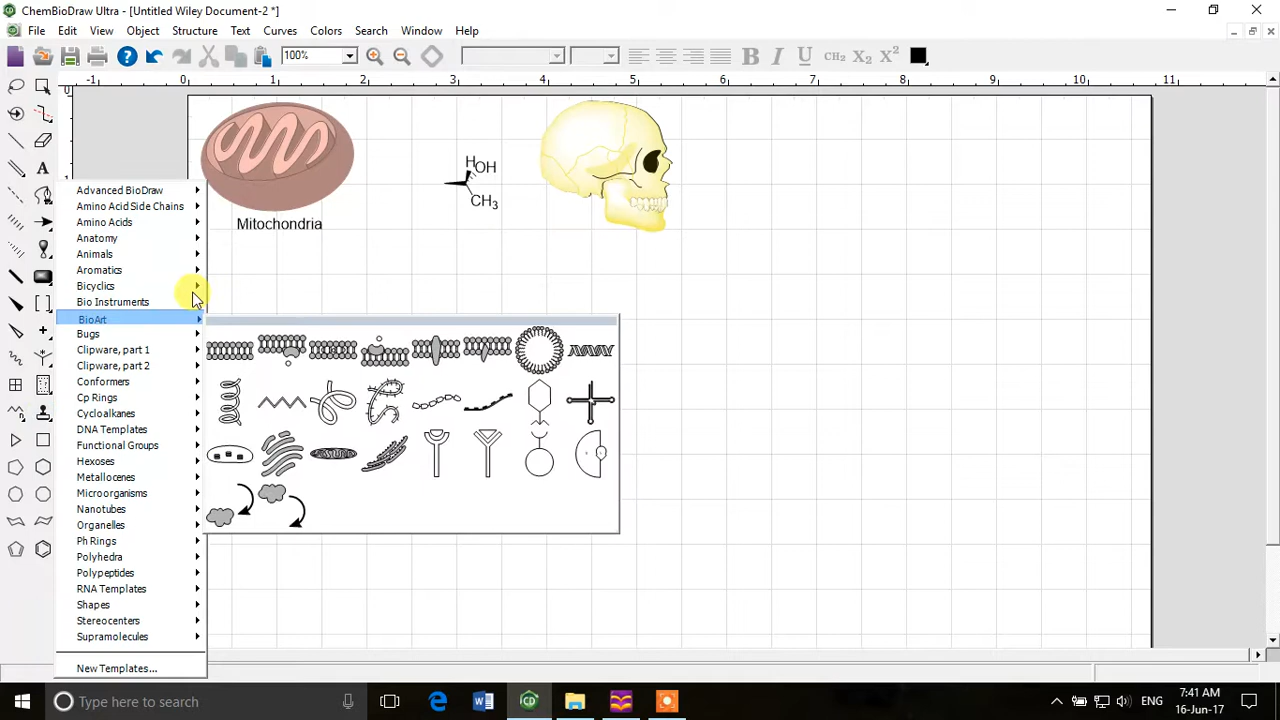 ChemBioDraw Ultra - [Untitled Wiley Document-2 *]
File Edit View Object Structure Text Curves Colors Search Window Help
100% B I U CH2 X2 X2
-1 0 1 2 3 4 5 6 7 8 9 10 11
0
H
OH
CH3
Mitochondria
Advanced BioDraw
Amino Acid Side Chains
Amino Acids
Anatomy
Animals
Aromatics
Bicyclics
Bio Instruments
BioArt
Bugs
Clipware, part 1
Clipware, part 2
Conformers
Cp Rings
Cycloalkanes
DNA Templates
Functional Groups
Hexoses
Metallocenes
Microorganisms
Nanotubes
Organelles
Ph Rings
Polyhedra
Polypeptides
RNA Templates
Shapes
Stereocenters
Supramolecules
New Templates...
Type here to search
ENG
7:41 AM
16-Jun-17